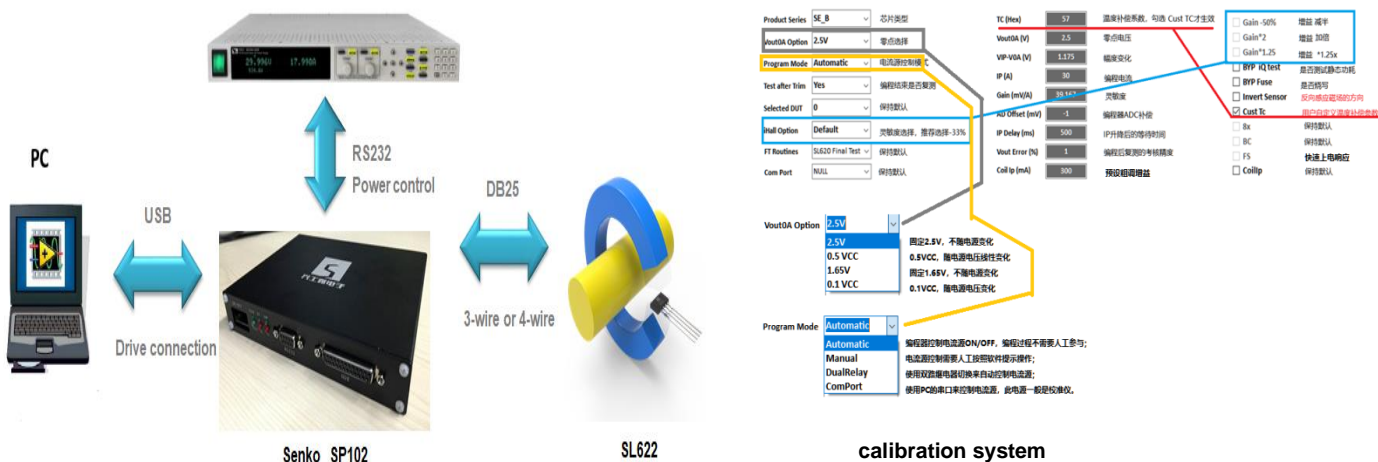 29.996V 17.990A
PC
RS232
Power control
USB
DB25
Drive connection
3-wire or 4-wire
Senko SP102
SL622
Product Series SE_B 芯片类型
Vout0A Option 2.5V 零点选择
Program Mode Automatic 电流源控制模式
Test after Trim Yes 编程结果是否复测
Selected DUT 0 保持默认
iHall Option Default 灵敏度选择，推荐选择-33%
FT Routines SL620 Final Test 保持默认
Com Port NULL 保持默认
TC (Hex) 57 温度补偿系数，勾选 Cust TC才生效
Vout0A (V) 2.5 零点电压
VIP-V0A (V) 1.175 幅度变化
IP (A) 30 编程电流
Gain (mV/A) 39.167 灵敏度
AD Offset (mV) -1 编程器ADC补偿
IP Delay (ms) 500 IP升降后的等待时间
Vout Error (%) 1 编程后复测的考核精度
Coil Ip (mA) 300 预设粗调增益
Gain -50% 增益 减半
Gain*2 增益 加倍
Gain*1.25 增益 *1.25x
BYP iQ test 是否测试静态功耗
BYP Fuse 是否烧写
Invert Sensor 反向感应磁场的方向
Cust Tc 用户自定义温度补偿参数
8x 保持默认
BC 保持默认
FS 快速上电响应
CoilIp 保持默认
Vout0A Option 2.5V
2.5V 固定2.5V，不随电源变化
0.5 VCC 0.5VCC，随电源电压线性变化
1.65V 固定1.65V，不随电源变化
0.1 VCC 0.1VCC，随电源电压变化
Program Mode Automatic
Automatic 编程器控制电流源ON/OFF，编程过程不需要人工参与；
Manual 电流源控制需要人工按照软件提示操作；
DualRelay 使用双路继电器切换来自动控制电流源；
ComPort 使用PC的串口来控制电流源，此电源一般是校准仪。
calibration system